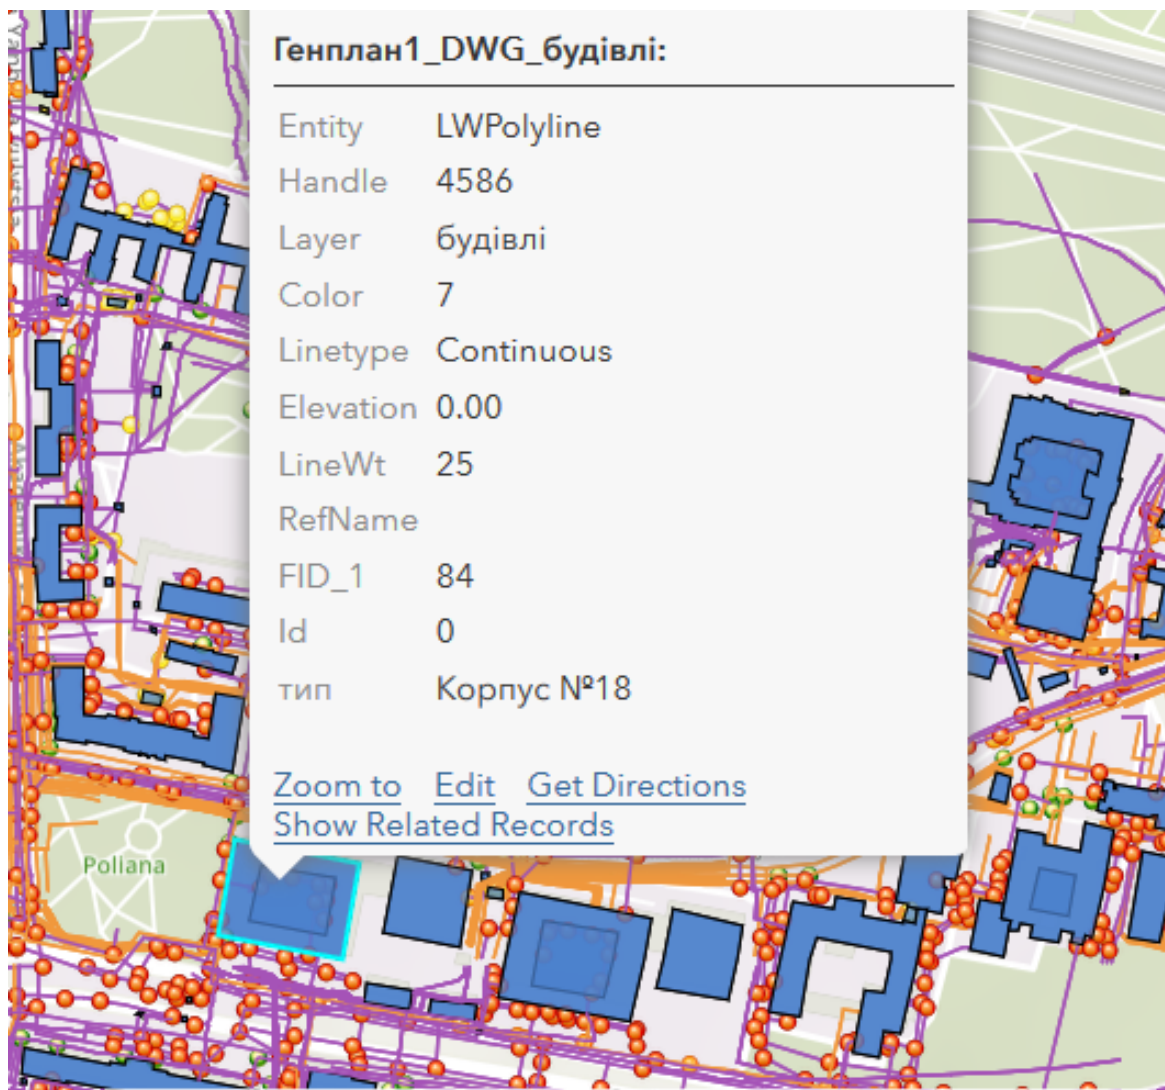 Генплан1_DWG_будівлі:
Entity LWPolyline
Handle 4586
Layer будівлі
Color 7
Linetype Continuous
Elevation 0.00
LineWt 25
RefName
FID_1 84
Id 0
тип Корпус №18
Zoom to Edit Get Directions
Show Related Records
Poliana